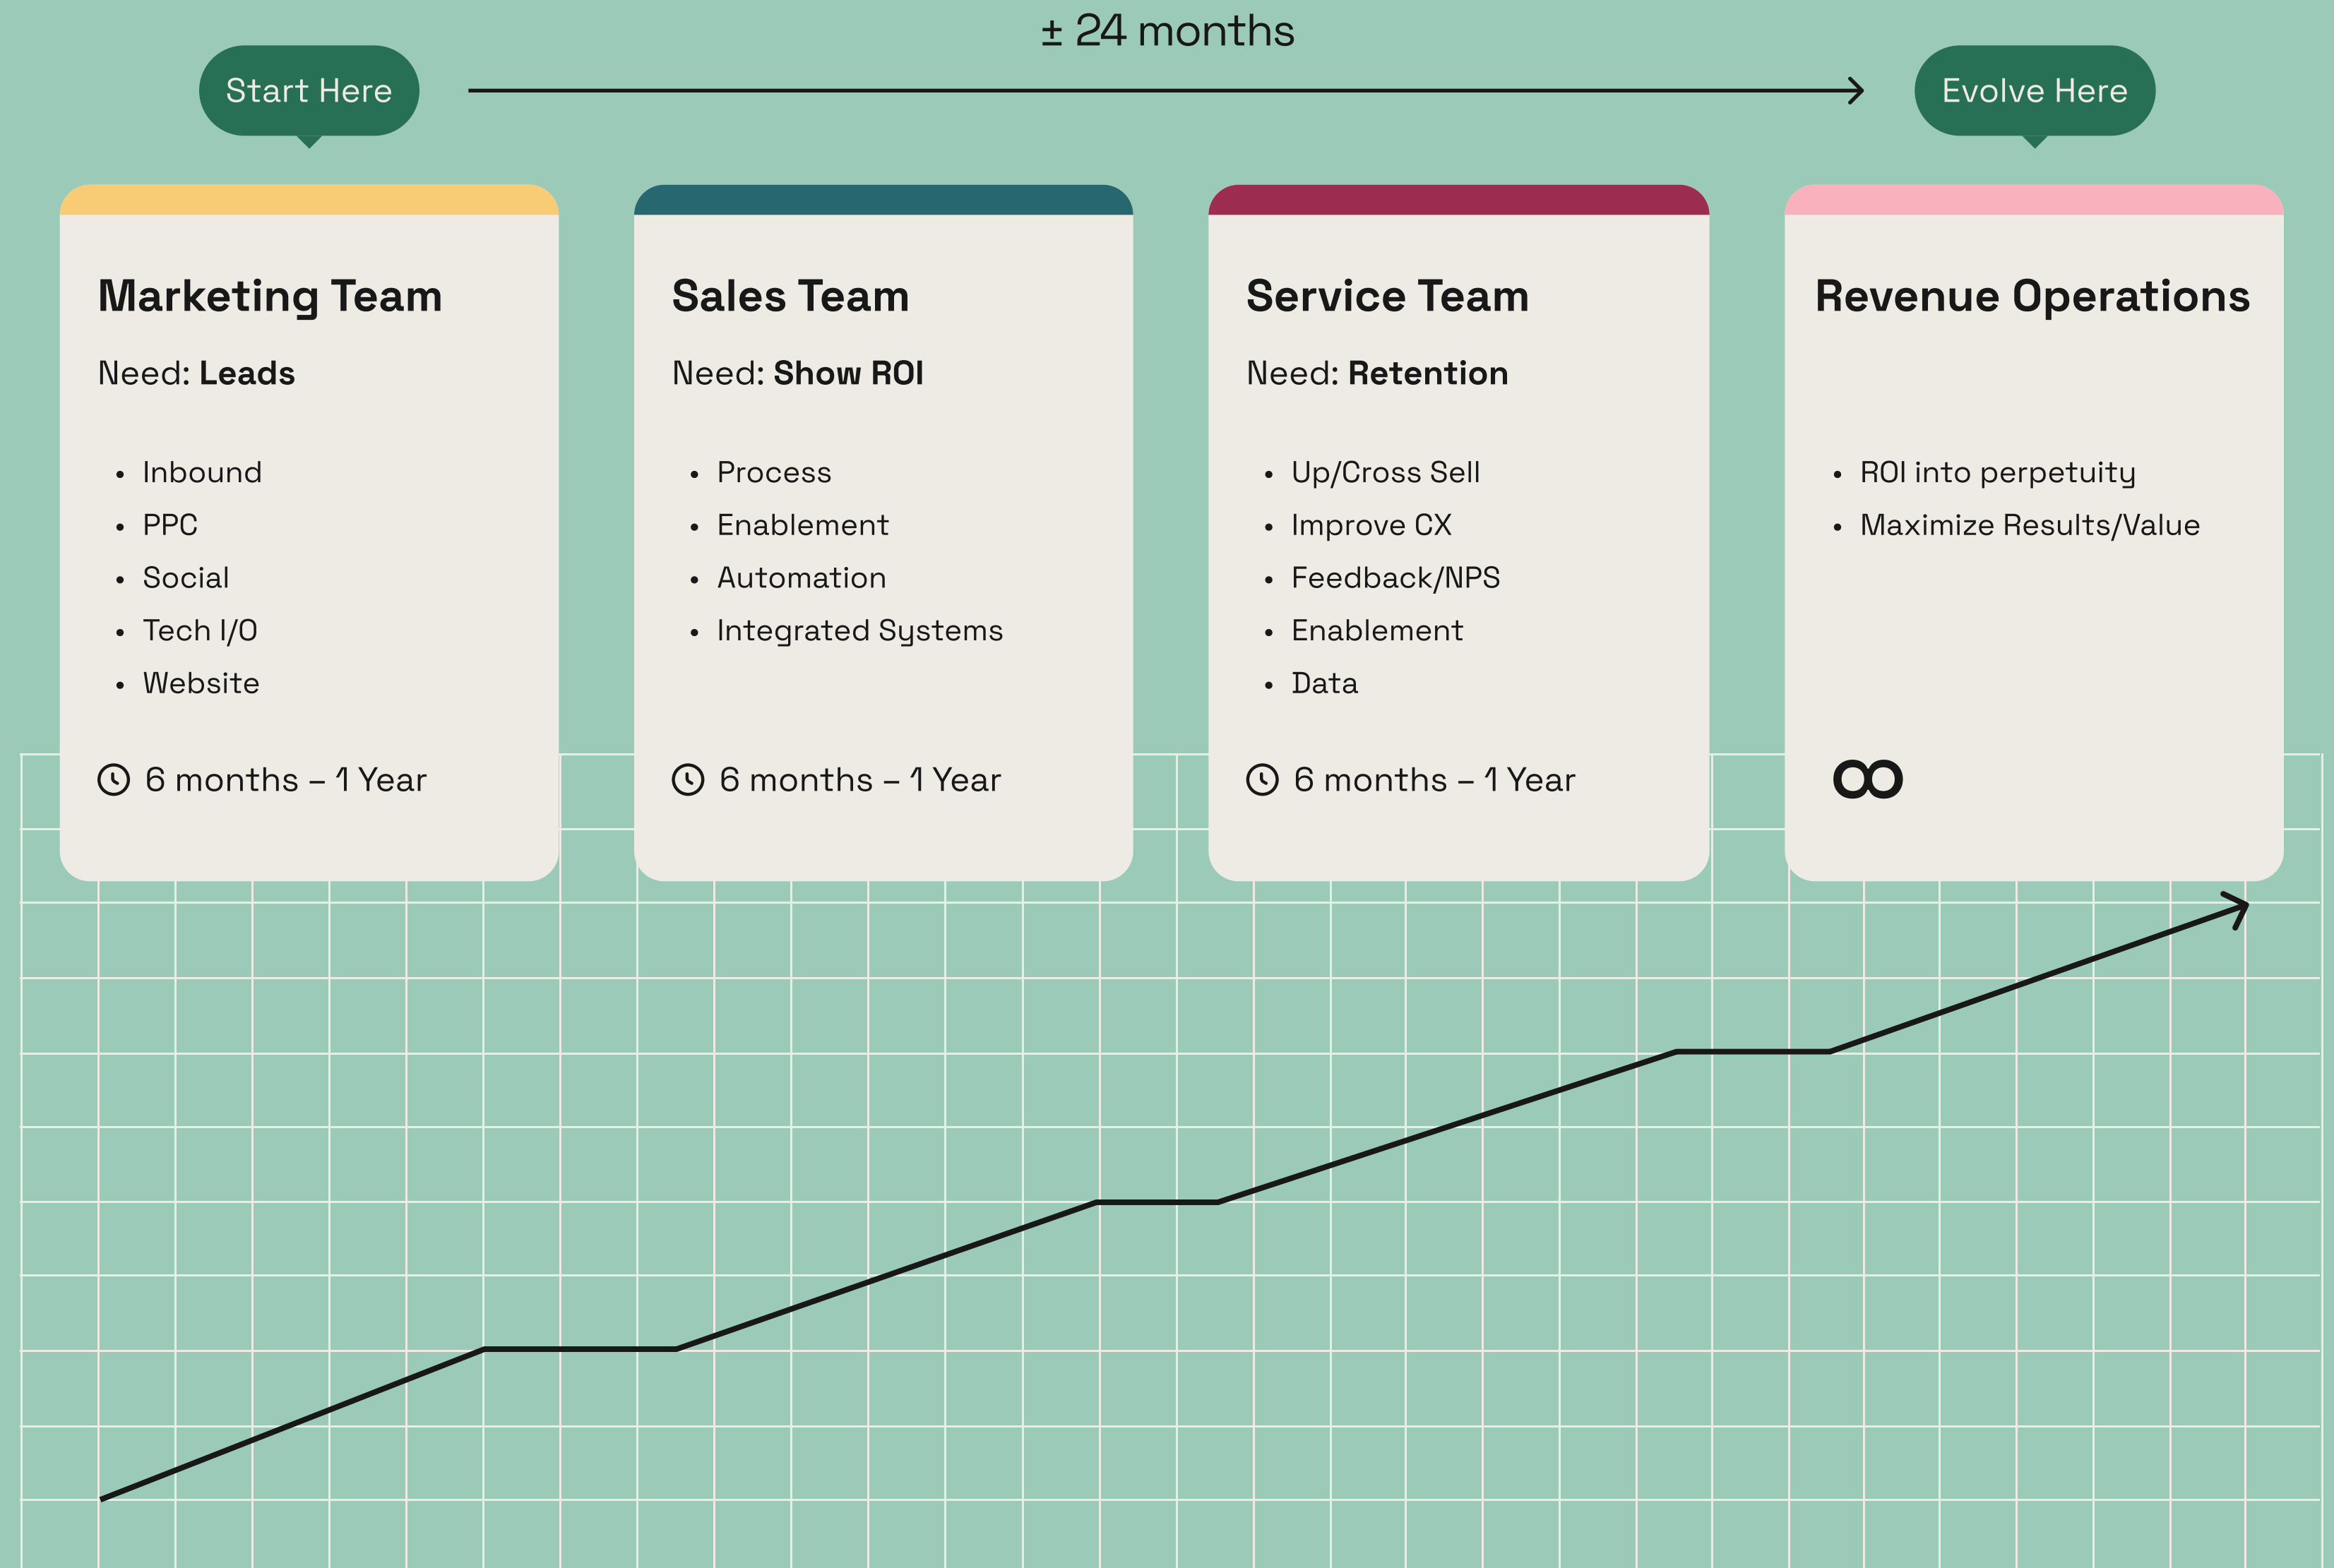 ± 24 months
Start Here
Evolve Here
Marketing Team
Need: Leads
• Inbound
• PPC
• Social
• Tech I/O
• Website
6 months – 1 Year
Sales Team
Need: Show ROI
• Process
• Enablement
• Automation
• Integrated Systems
6 months – 1 Year
Service Team
Need: Retention
• Up/Cross Sell
• Improve CX
• Feedback/NPS
• Enablement
• Data
6 months – 1 Year
Revenue Operations
• ROI into perpetuity
• Maximize Results/Value
∞